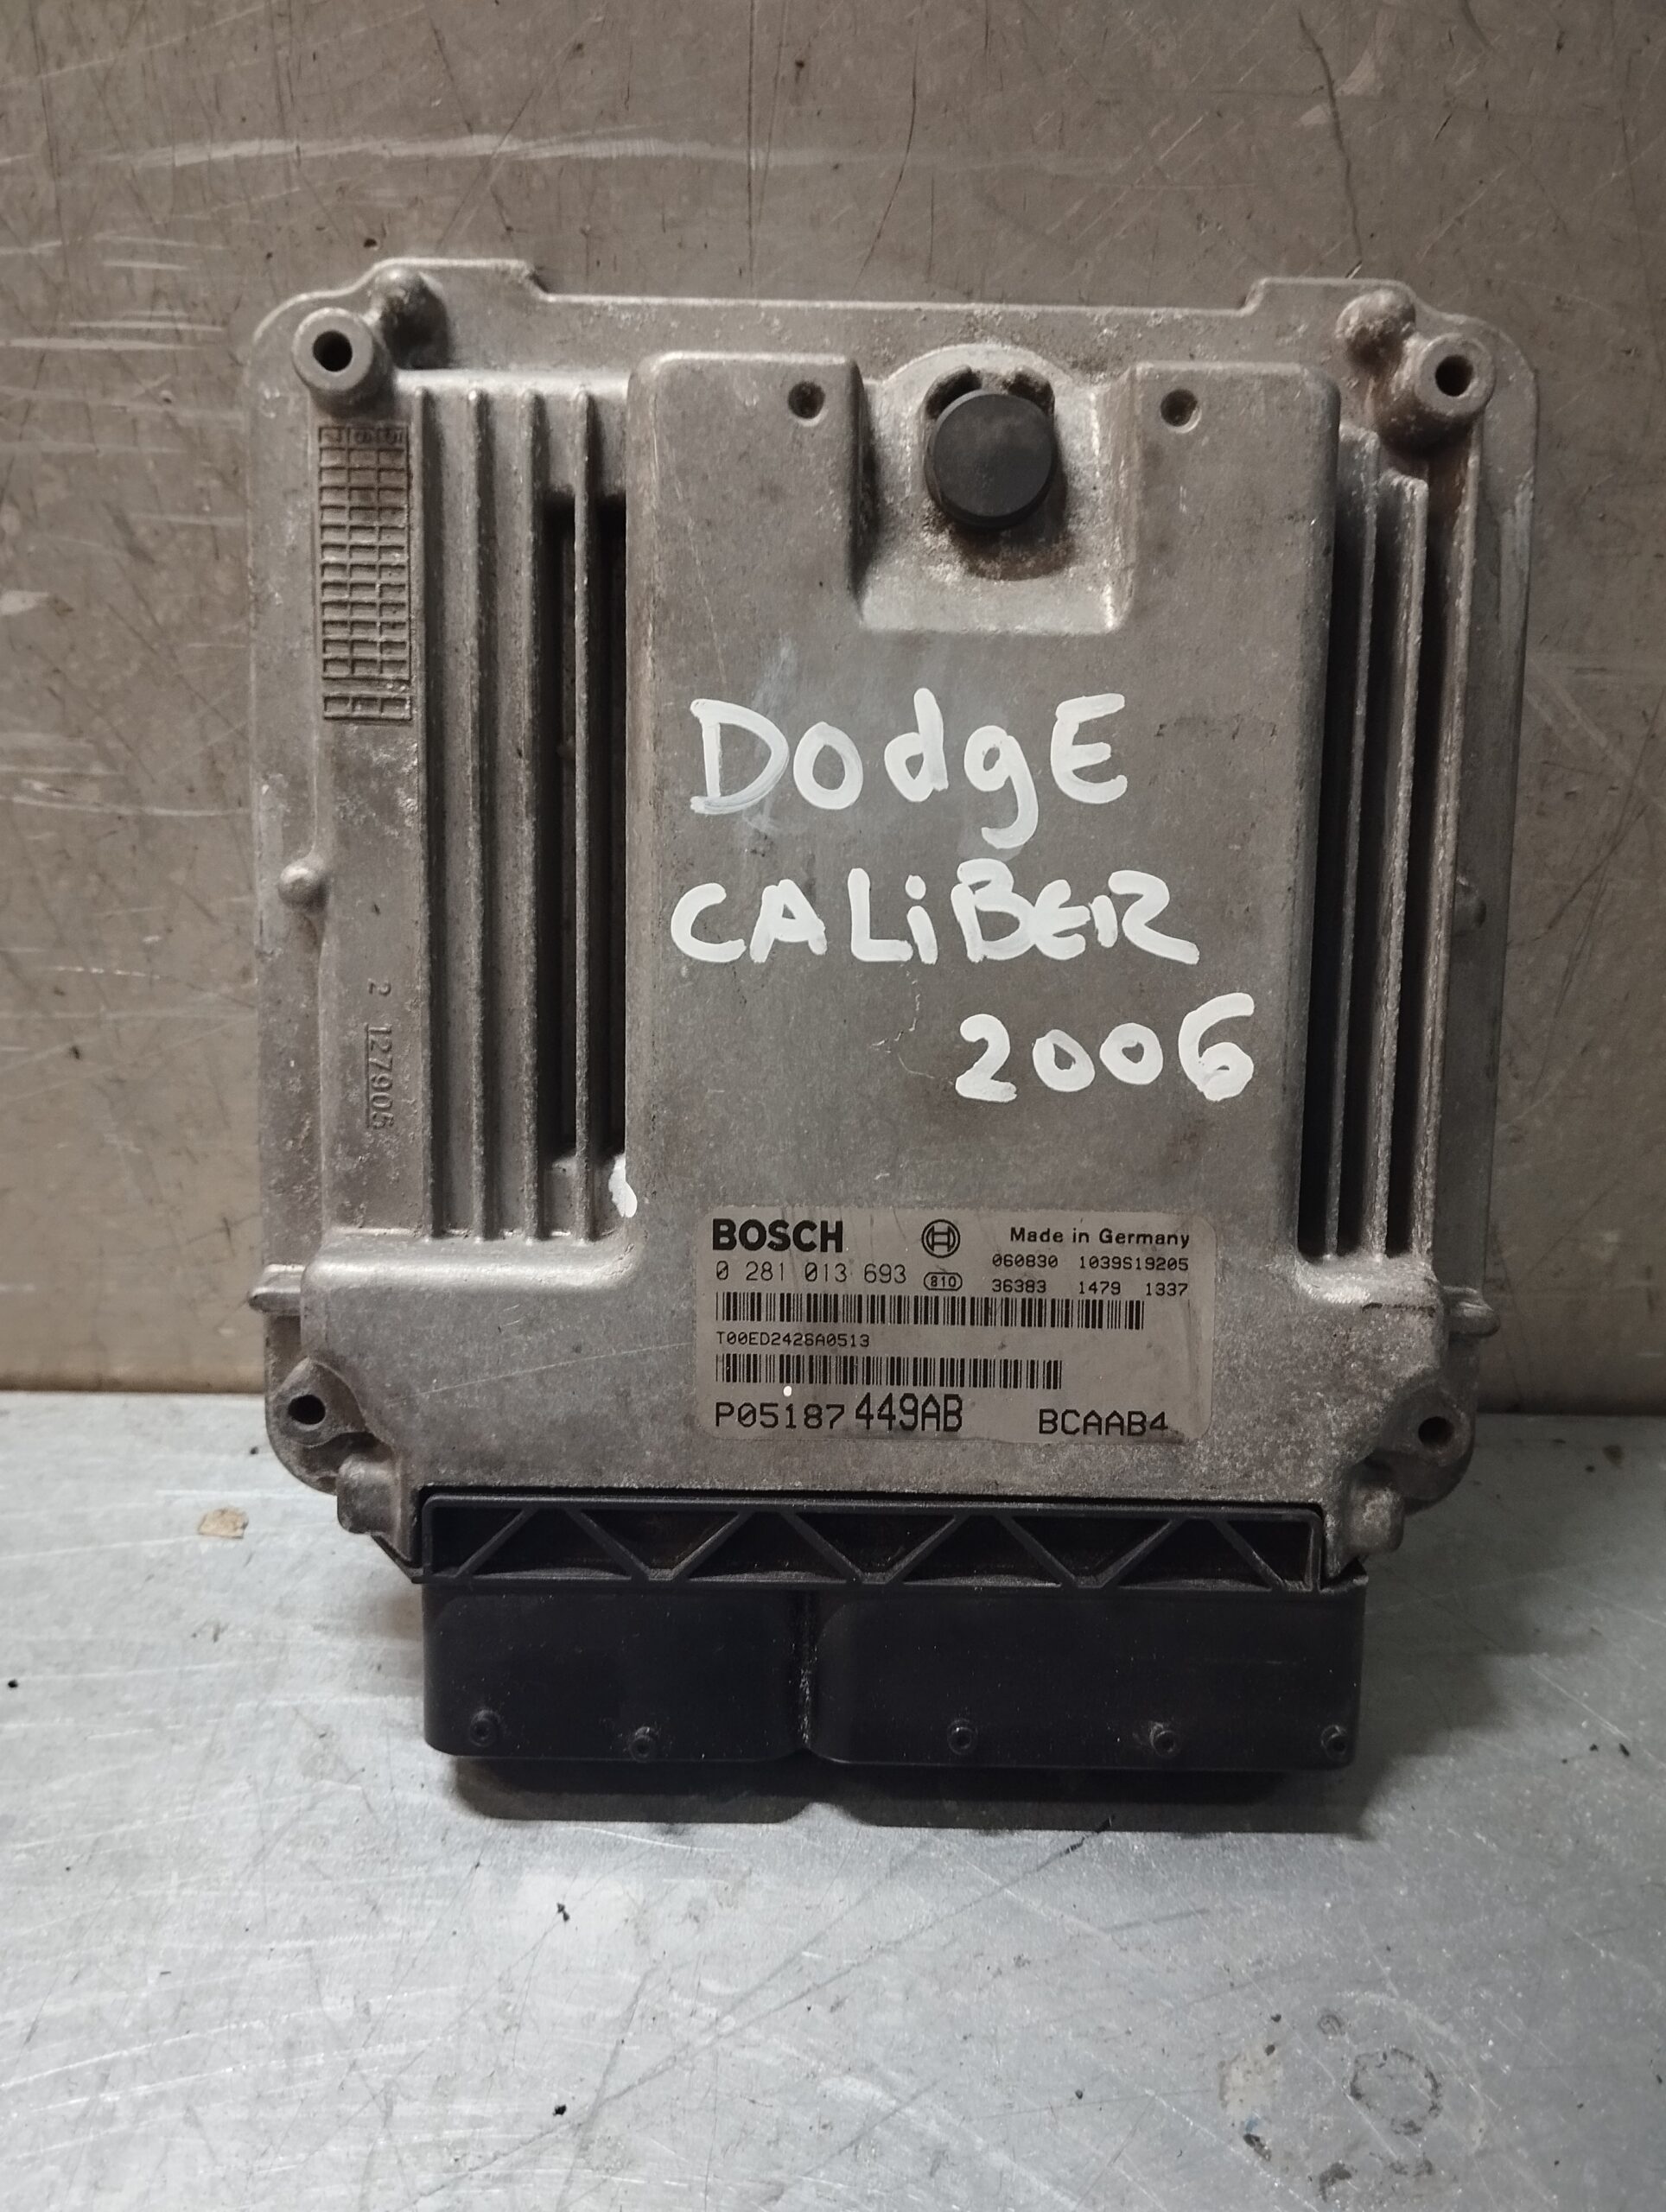 DodgE
CALiBER
2006
2 127905
BOSCH Made in Germany
0 281 013 693 810 060830 1039S19205
36383 1479 1337
T00ED2428A0513
P05187449AB BCAAB4